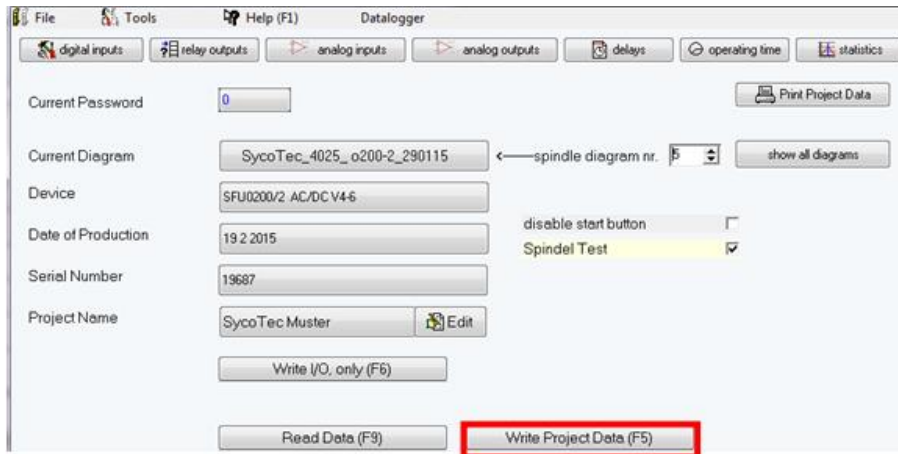 File Tools Help (F1) Datalogger
digital inputs relay outputs analog inputs analog outputs delays operating time statistics
Current Password 0 Print Project Data
Current Diagram SycoTec_4025_ o200-2_290115 <——spindle diagram nr. 5 show all diagrams
Device SFU0200/2 AC/DC V4-6
disable start button
Date of Production 19 2 2015
Spindel Test
Serial Number 19687
Project Name SycoTec Muster Edit
Write I/O, only (F6)
Read Data (F9) Write Project Data (F5)